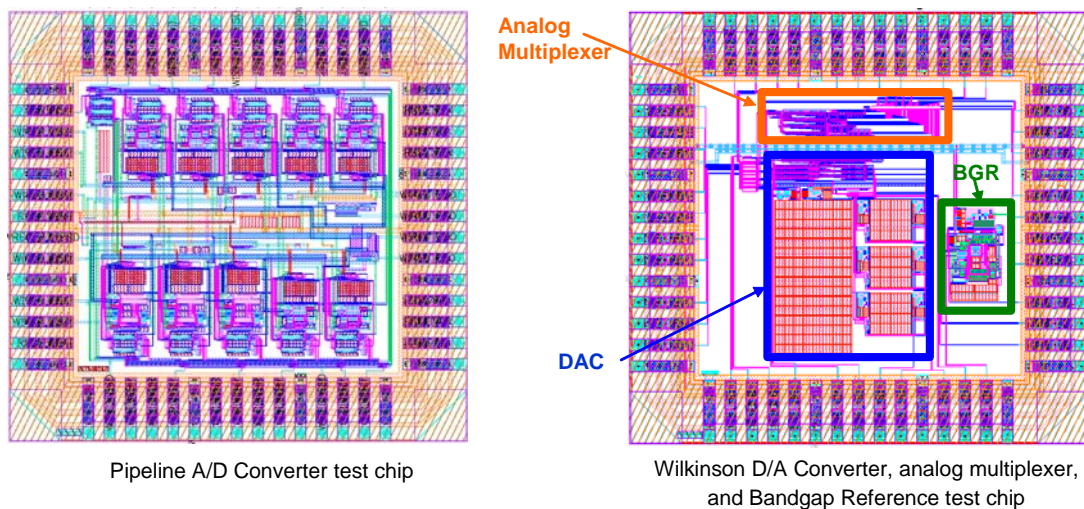 Analog
Multiplexer
BGR
DAC
Pipeline A/D Converter test chip
Wilkinson D/A Converter, analog multiplexer,
and Bandgap Reference test chip